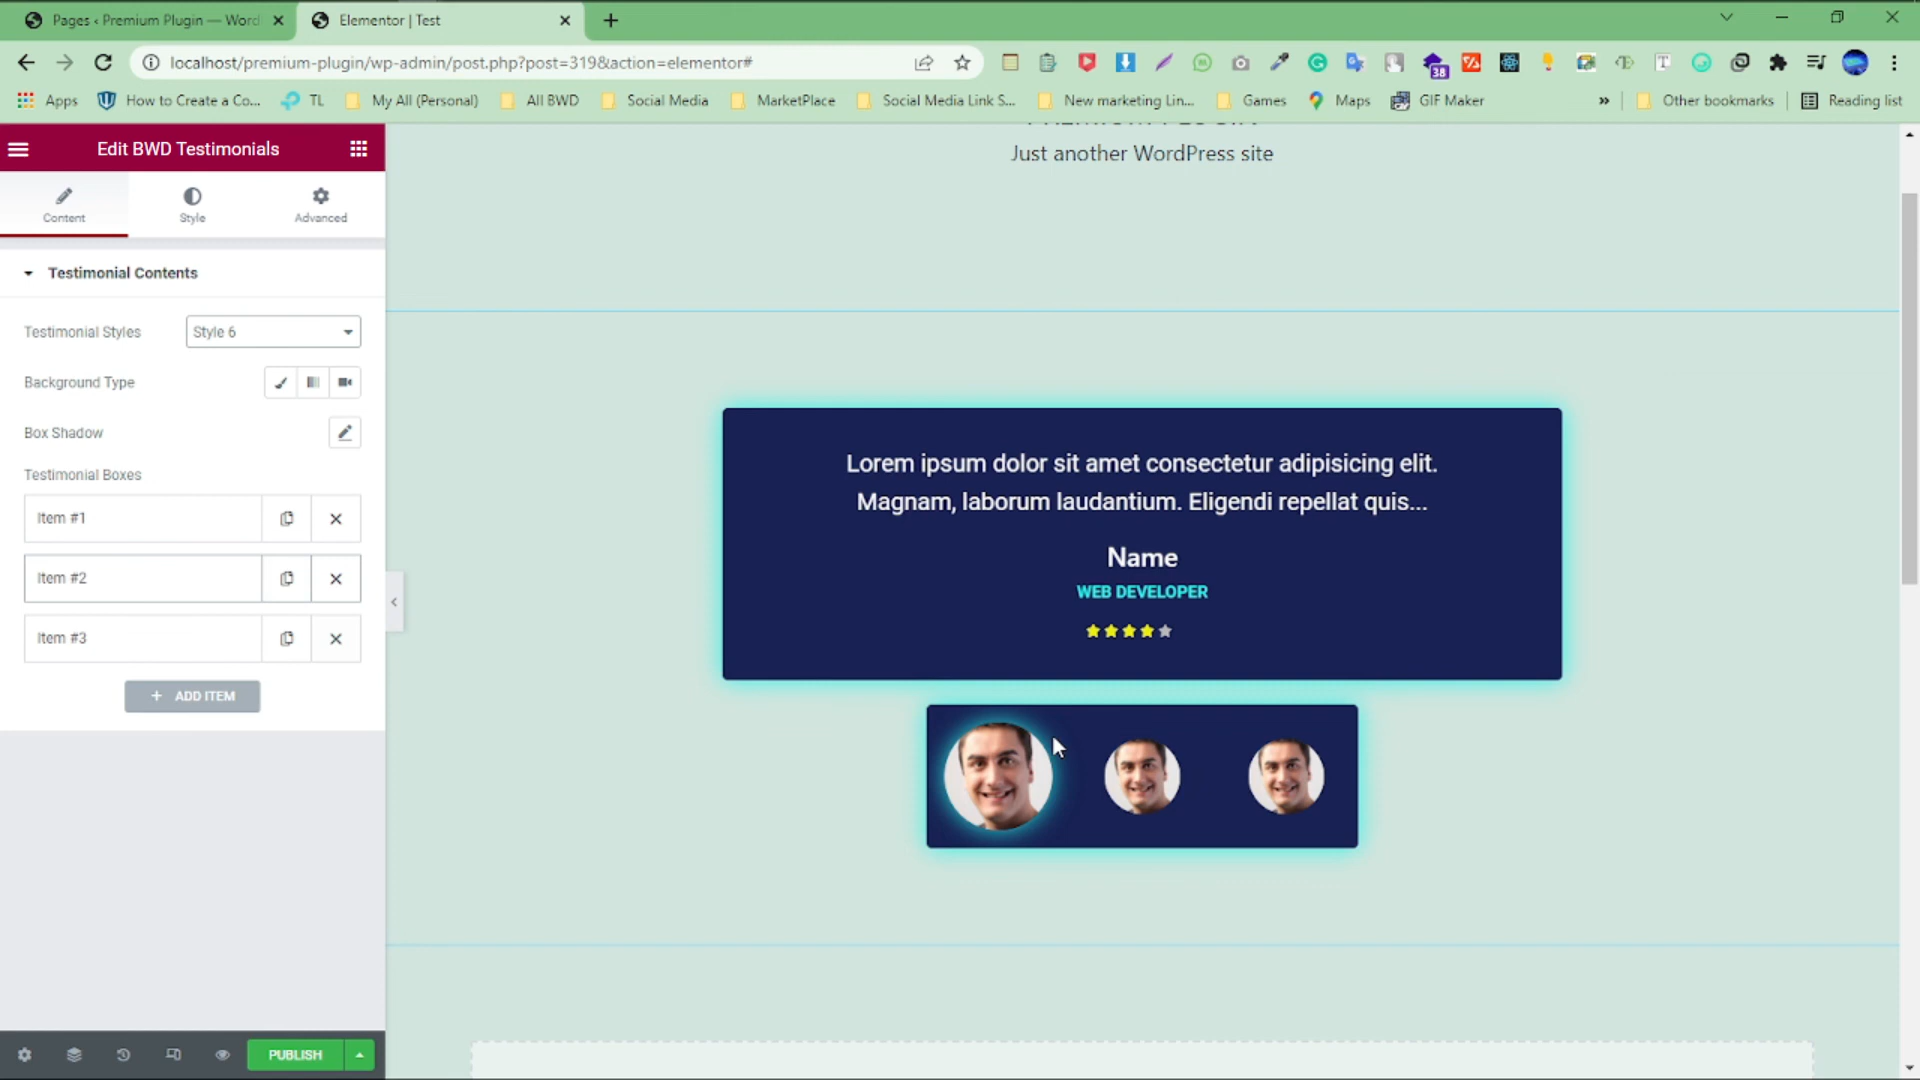 Pages ‹ Premium Plugin — Word
Elementor | Test
localhost/premium-plugin/wp-admin/post.php?post=319&action=elementor#
38
Apps
How to Create a Co...
TL
My All (Personal)
All BWD
Social Media
MarketPlace
Social Media Link S...
New marketing Lin...
Games
Maps
GIF Maker
»
Other bookmarks
Reading list
Edit BWD Testimonials
Content
Style
Advanced
Testimonial Contents
Testimonial Styles
Style 6
Background Type
Box Shadow
Testimonial Boxes
Item #1
Item #2
Item #3
+ ADD ITEM
PUBLISH
Just another WordPress site
Lorem ipsum dolor sit amet consectetur adipisicing elit.
Magnam, laborum laudantium. Eligendi repellat quis...
Name
WEB DEVELOPER